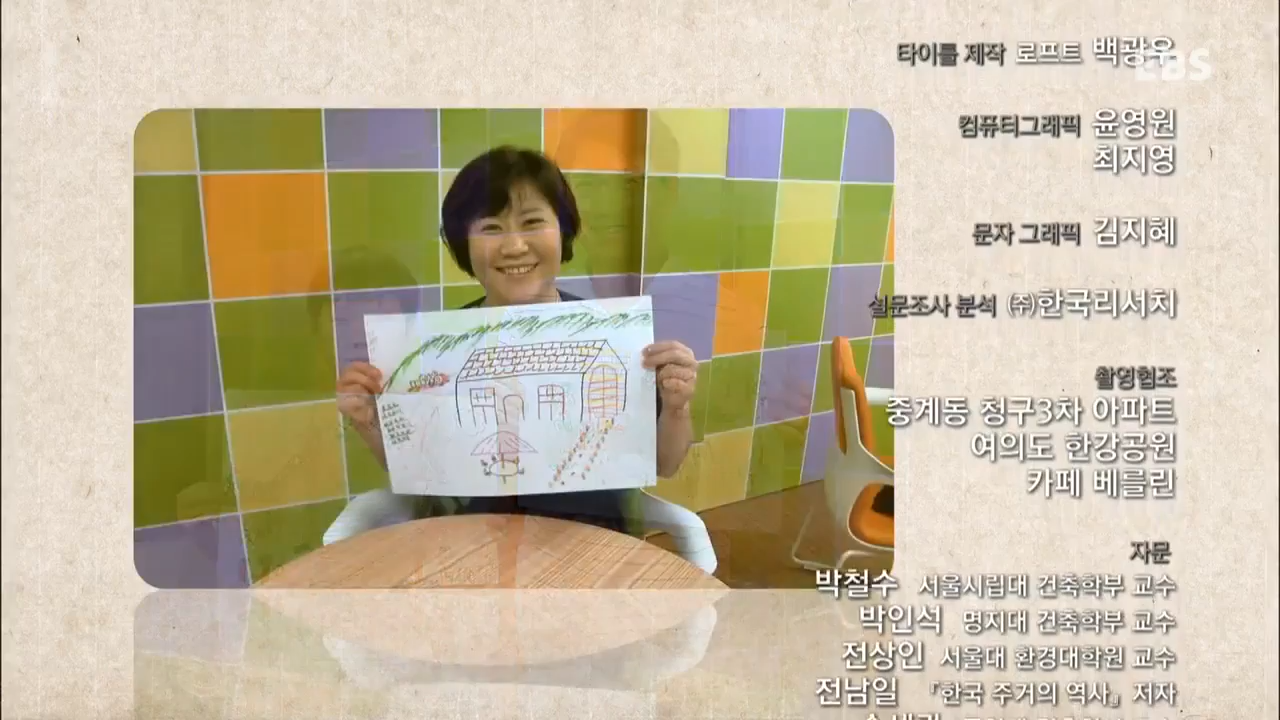 타이틀 제작 로프트 백광우
EBS
컴퓨터그래픽 윤영원
최지영
문자 그래픽 김지혜
설문조사 분석 ㈜한국리서치
촬영협조
중계동 청구3차 아파트
여의도 한강공원
카페 베를린
자문
박철수 서울시립대 건축학부 교수
박인석 명지대 건축학부 교수
전상인 서울대 환경대학원 교수
전남일 『한국 주거의 역사』 저자